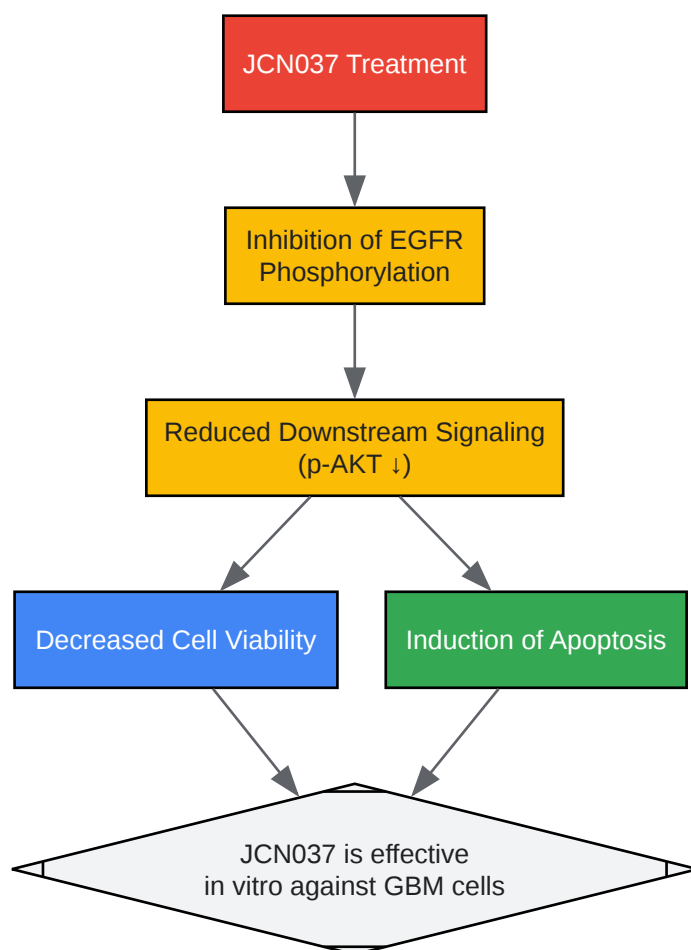 JCN037 Treatment
Inhibition of EGFR
Phosphorylation
Reduced Downstream Signaling
(p-AKT ↓)
Decreased Cell Viability
Induction of Apoptosis
JCN037 is effective
in vitro against GBM cells